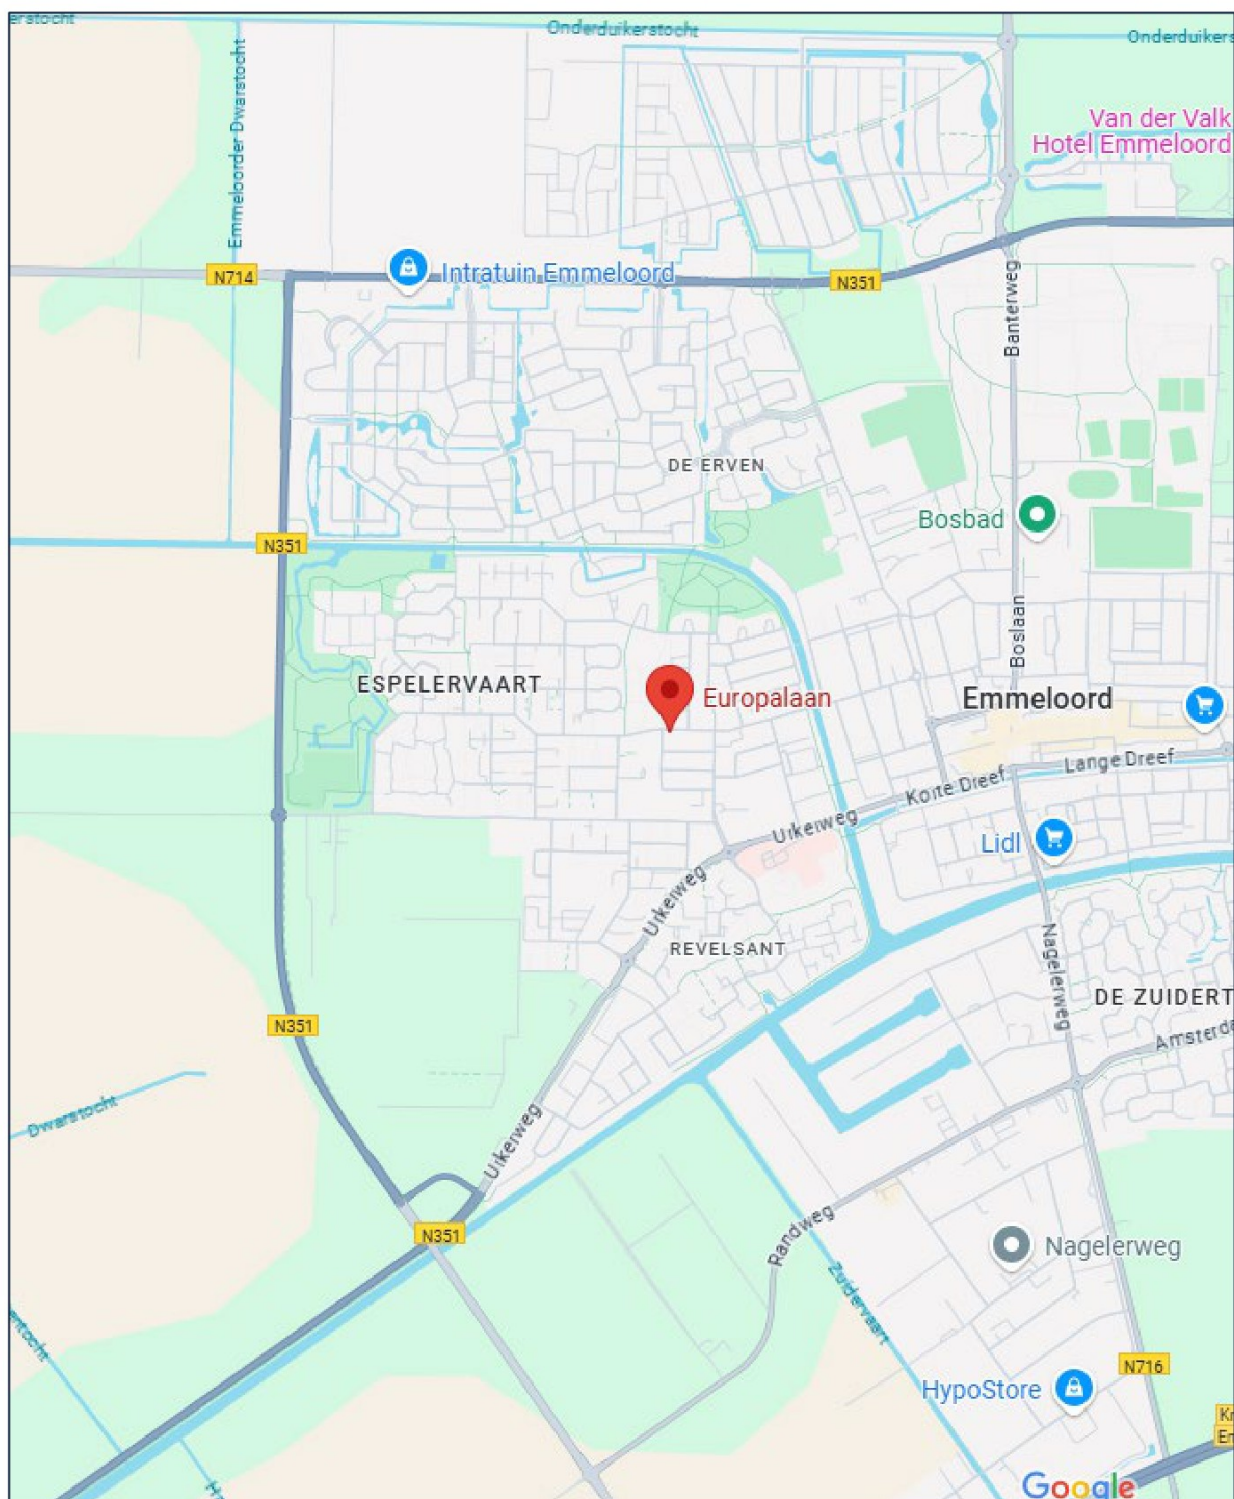 Onderduikerstocht
Emmeloorder Dwarstocht
Van der Valk
Hotel Emmeloord
N714
Intratuin Emmeloord
N351
Banterweg
DE ERVEN
Bosbad
N351
Boslaan
ESPELERVAART
Europalaan
Emmeloord
Lange Dreef
Korte Dreef
Urkerweg
Lidl
Urkerweg
REVELSANT
Nagelerweg
DE ZUIDERT
N351
Amsterda
Dwarstocht
Urkerweg
N351
Randweg
Nagelerweg
Zuidervaart
N716
HypoStore
Google